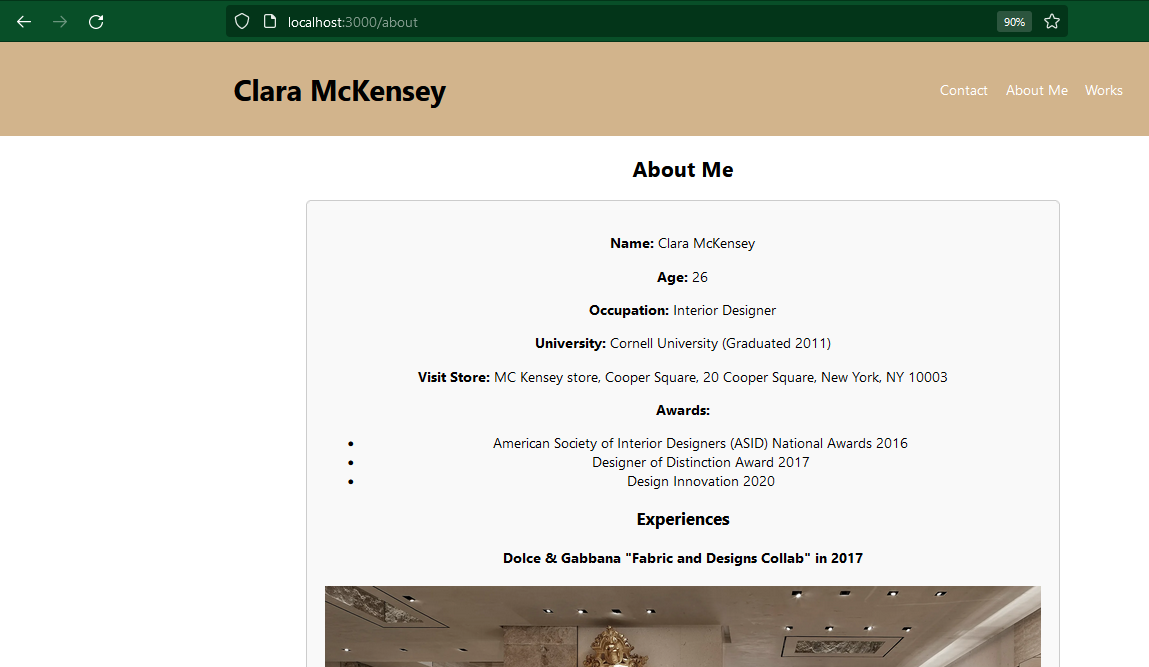 localhost:3000/about
90%
Clara McKensey
Contact About Me Works
About Me
Name: Clara McKensey
Age: 26
Occupation: Interior Designer
University: Cornell University (Graduated 2011)
Visit Store: MC Kensey store, Cooper Square, 20 Cooper Square, New York, NY 10003
Awards:
• American Society of Interior Designers (ASID) National Awards 2016
• Designer of Distinction Award 2017
• Design Innovation 2020
Experiences
Dolce & Gabbana "Fabric and Designs Collab" in 2017